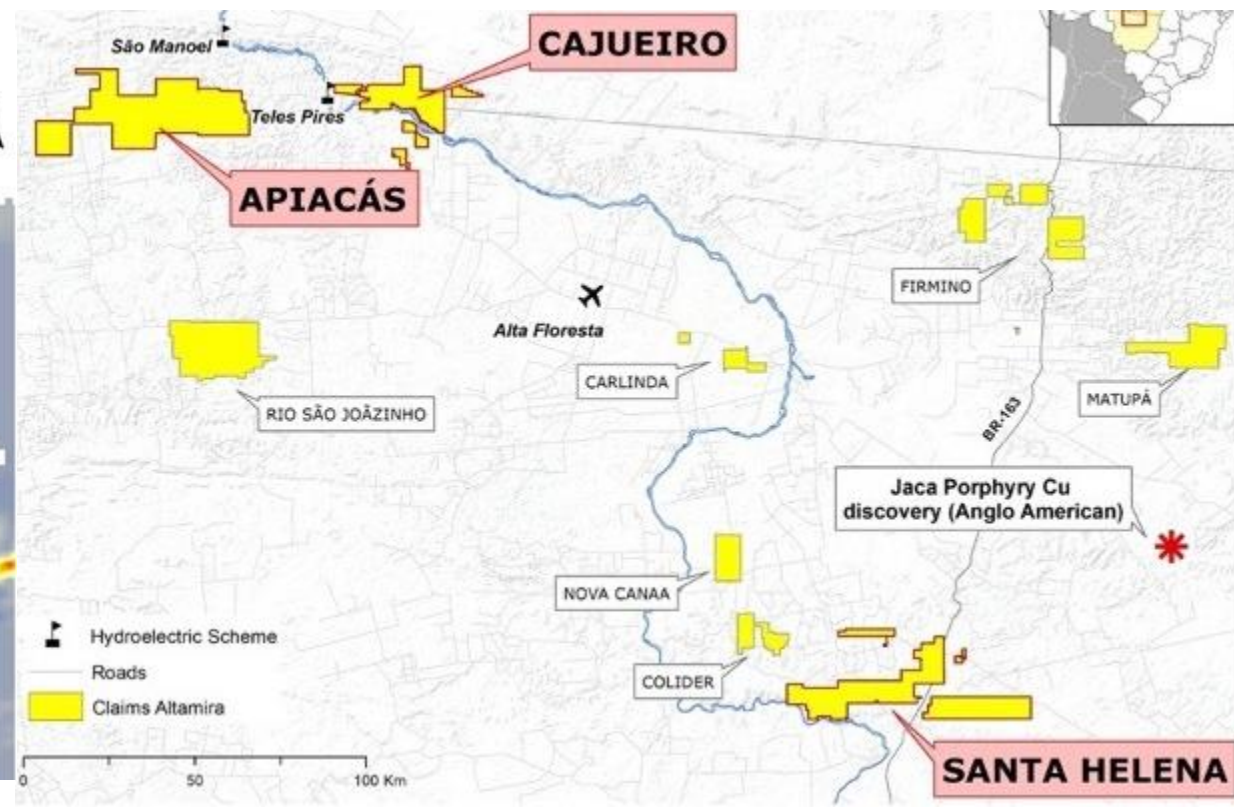 São Manoel
CAJUEIRO
Teles Pires
APIACÁS
FIRMINO
Alta Floresta
CARLINDA
MATUPÁ
RIO SÃO JOÃZINHO
BR-163
Jaca Porphyry Cu
discovery (Anglo American)
NOVA CANAA
Hydroelectric Scheme
Roads
COLIDER
Claims Altamira
SANTA HELENA
0 50 100 Km